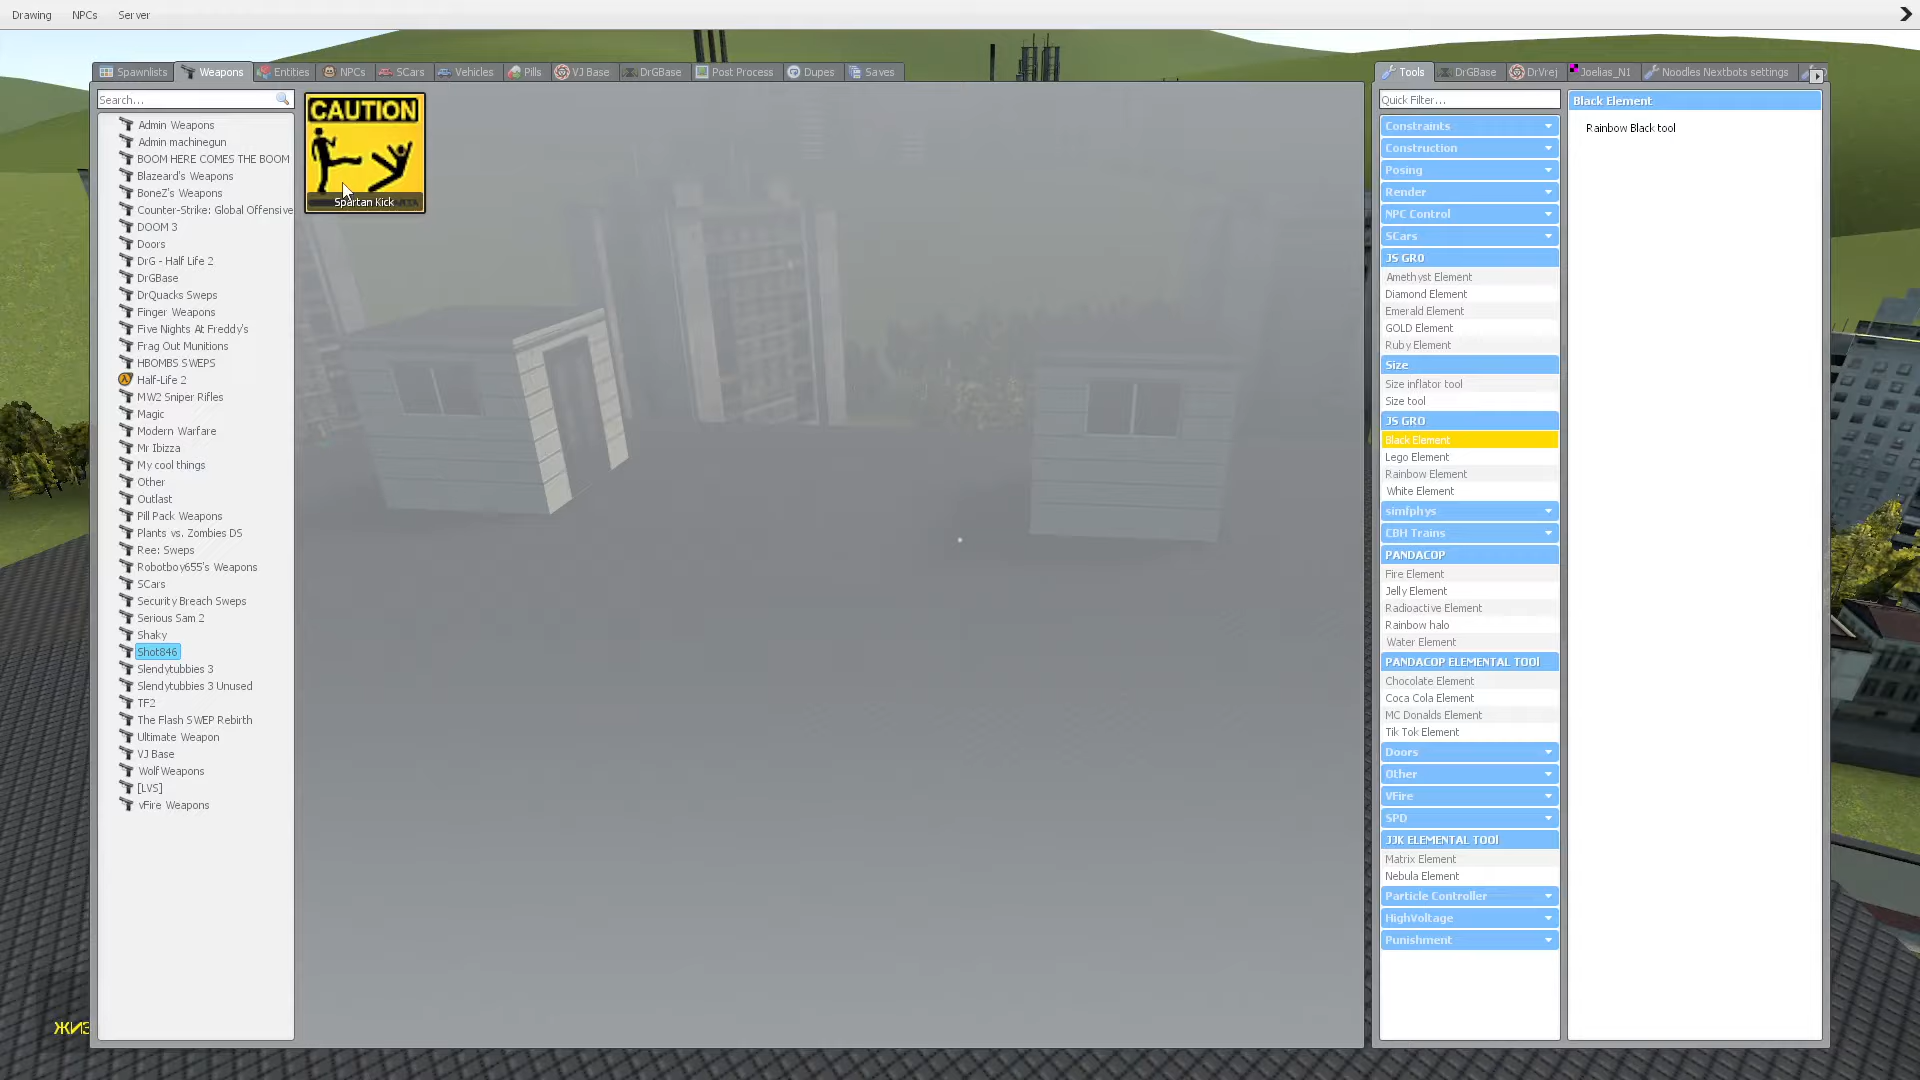 Drawing NPCs Server
Spawnlists Weapons Entities NPCs SCars Vehicles Pills VJ Base DrGBase Post Process Dupes Saves
Search...
Admin Weapons
Admin machinegun
BOOM HERE COMES THE BOOM
Blazeard's Weapons
BoneZ's Weapons
Counter-Strike: Global Offensive
DOOM 3
Doors
DrG - Half Life 2
DrGBase
DrQuacks Sweps
Finger Weapons
Five Nights At Freddy's
Frag Out Munitions
HBOMBS SWEPS
Half-Life 2
MW2 Sniper Rifles
Magic
Modern Warfare
Mr Ibizza
My cool things
Other
Outlast
Pill Pack Weapons
Plants vs. Zombies DS
Ree: Sweps
Robotboy655's Weapons
SCars
Security Breach Sweps
Serious Sam 2
Shaky
Shot846
Slendytubbies 3
Slendytubbies 3 Unused
TF2
The Flash SWEP Rebirth
Ultimate Weapon
VJ Base
Wolf Weapons
[LVS]
vFire Weapons
CAUTION
Spartan Kick
Tools DrGBase DrVrej Joelias_N1 Noodles Nextbots settings
Quick Filter...
Constraints
Construction
Posing
Render
NPC Control
SCars
JS GRO
Amethyst Element
Diamond Element
Emerald Element
GOLD Element
Ruby Element
Size
Size inflator tool
Size tool
JS GRO
Black Element
Lego Element
Rainbow Element
White Element
simfphys
CBH Trains
PANDACOP
Fire Element
Jelly Element
Radioactive Element
Rainbow halo
Water Element
PANDACOP ELEMENTAL TOOl
Chocolate Element
Coca Cola Element
MC Donalds Element
Tik Tok Element
Doors
Other
VFire
SPD
JJK ELEMENTAL TOOl
Matrix Element
Nebula Element
Particle Controller
HighVoltage
Punishment
Black Element
Rainbow Black tool
ЖИЗ